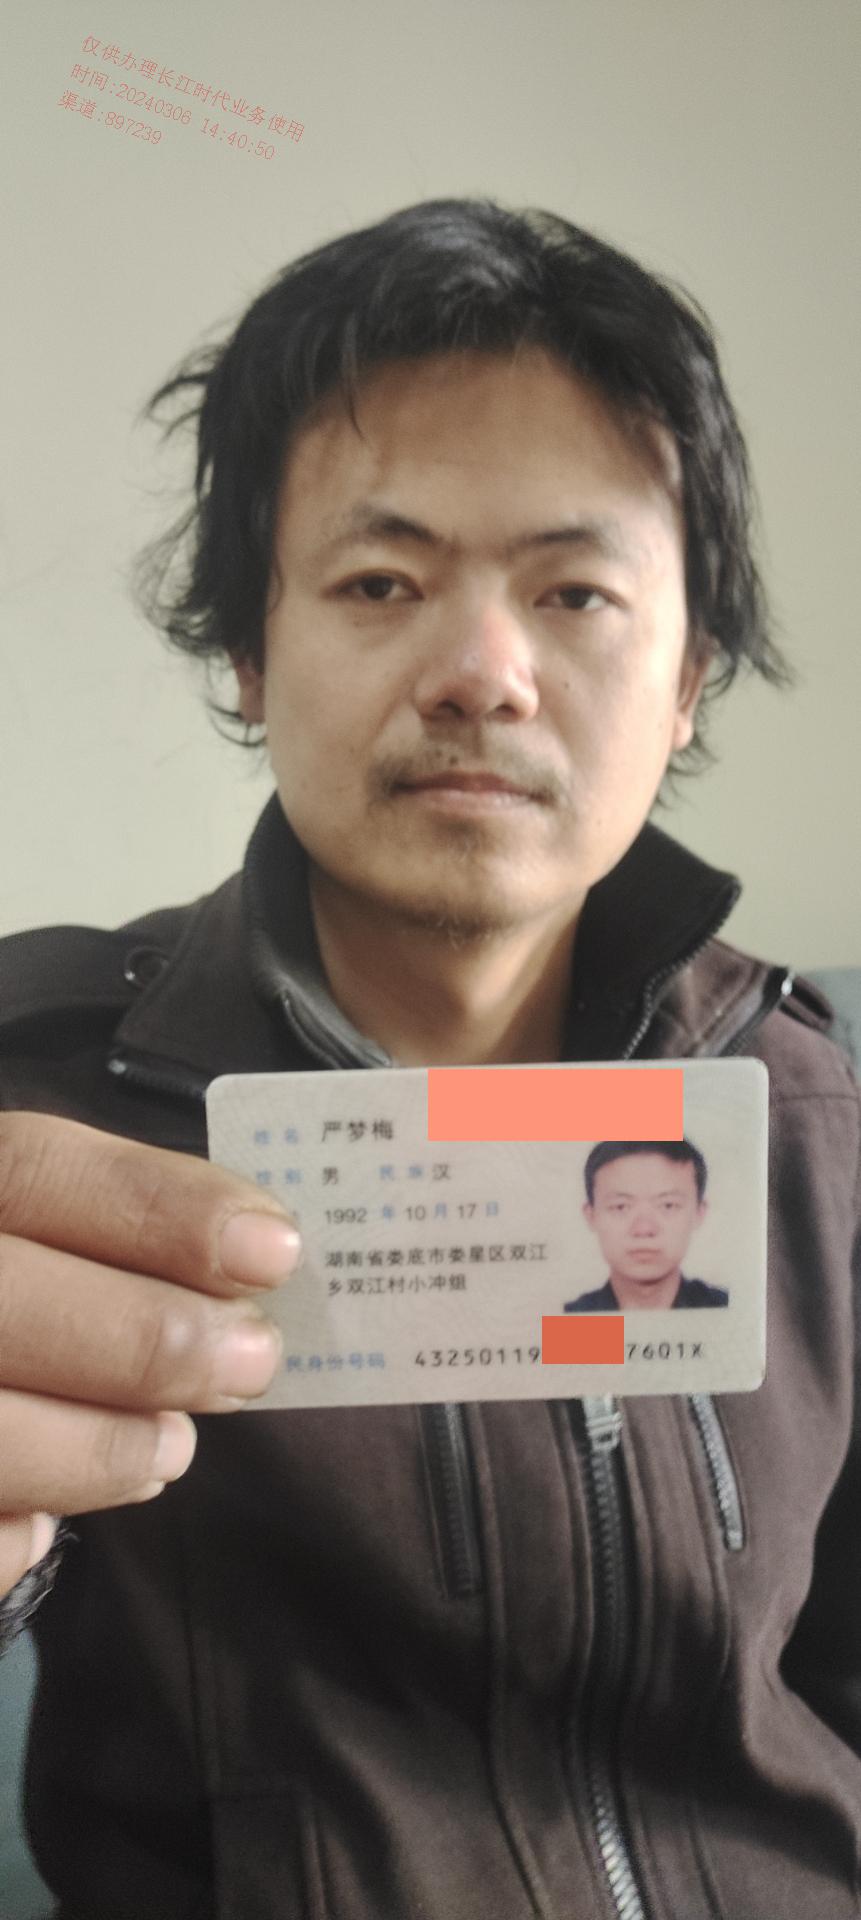 仅供办理长江时代业务使用
时间:20240306 14:40:50
渠道:897239
姓名 严梦梅
性别 男 民族 汉
1992 年 10 月 17 日
湖南省娄底市娄星区双江
乡双江村小冲组
民身份号码 43250119 7601X